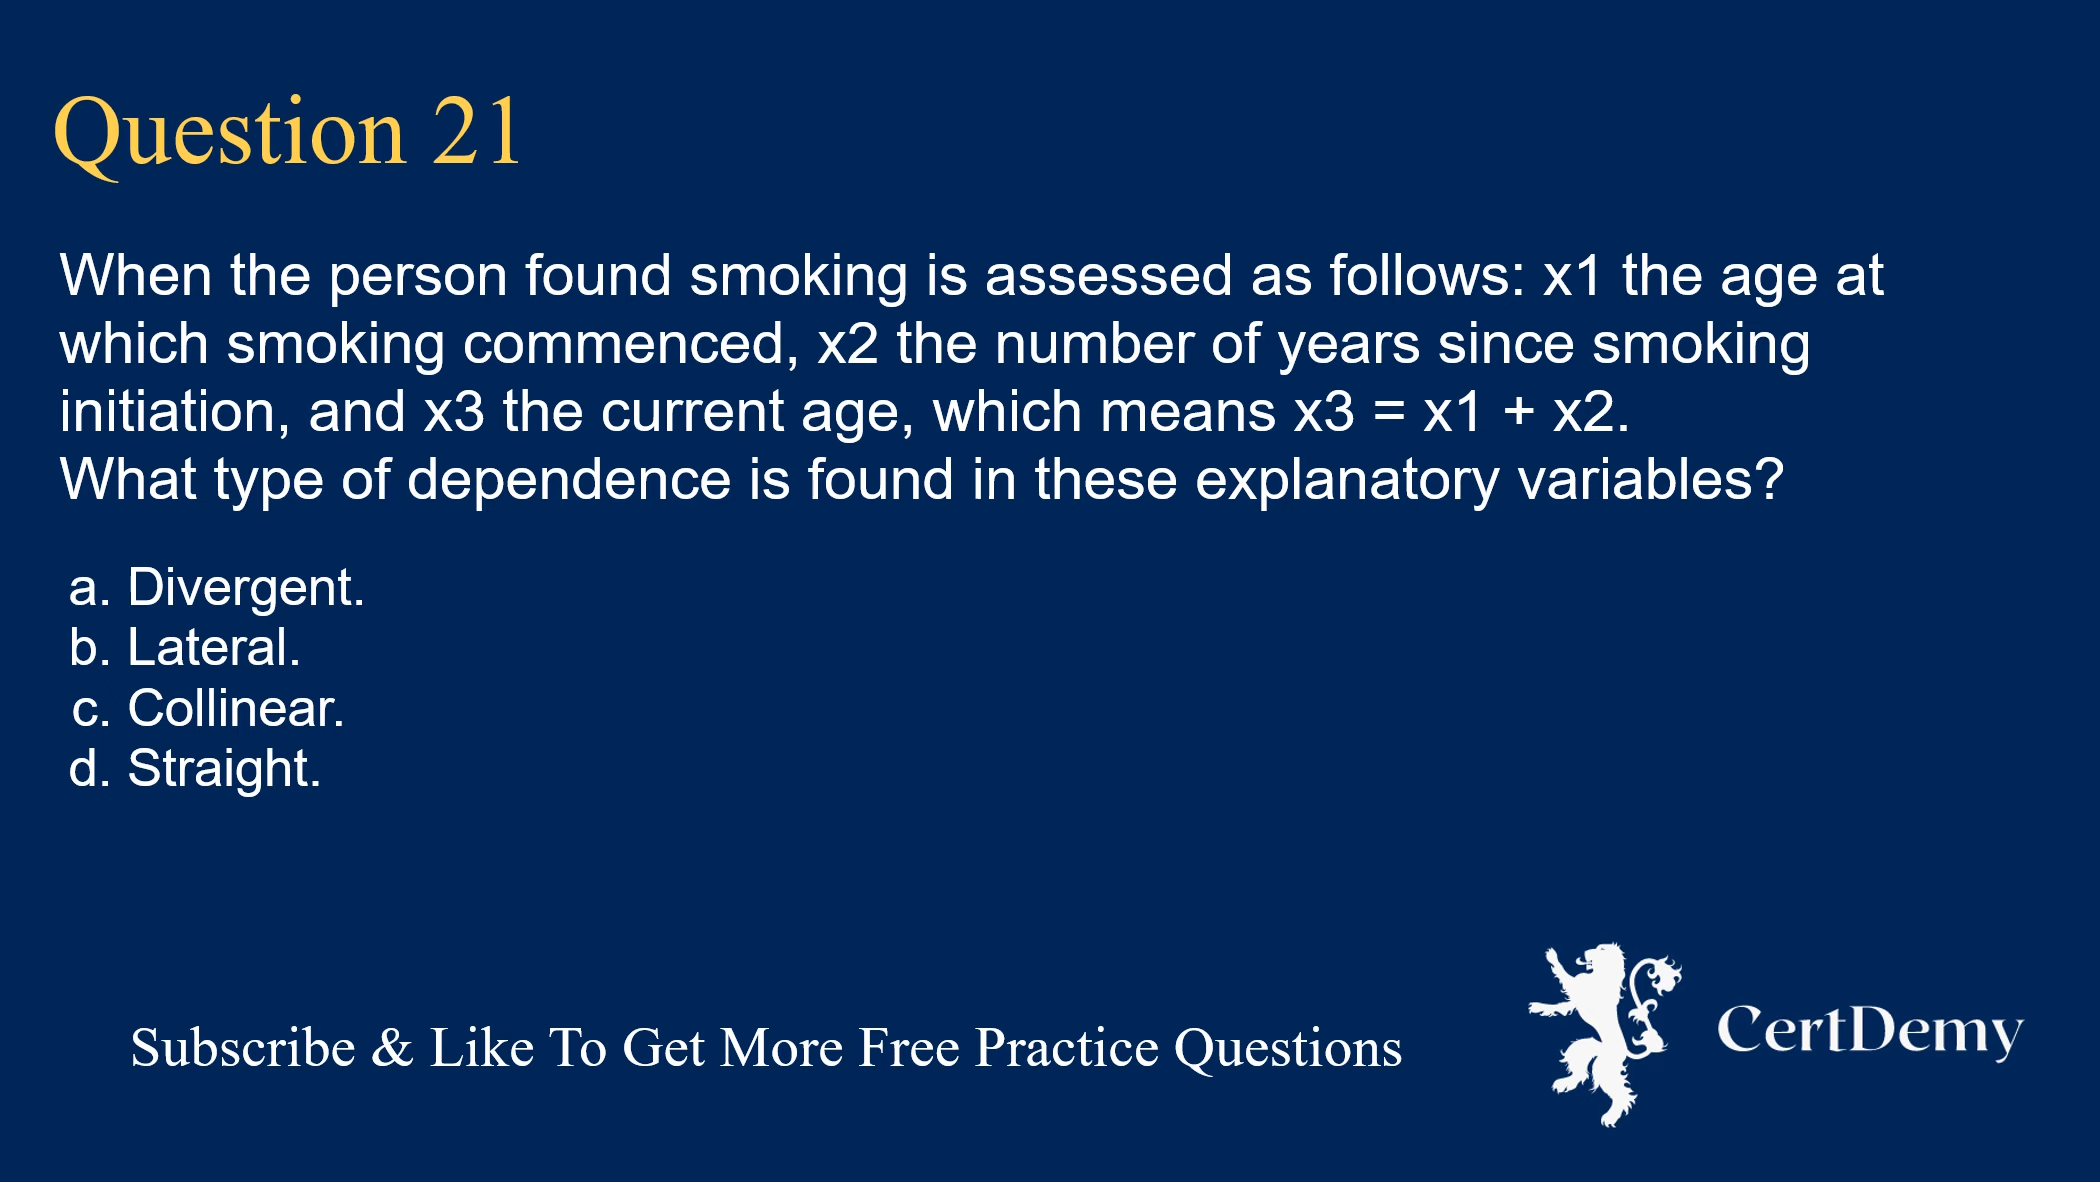 Question 21
When the person found smoking is assessed as follows: x1 the age at
which smoking commenced, x2 the number of years since smoking
initiation, and x3 the current age, which means x3 = x1 + x2.
What type of dependence is found in these explanatory variables?
a. Divergent.
b. Lateral.
c. Collinear.
d. Straight.
Subscribe & Like To Get More Free Practice Questions
CertDemy